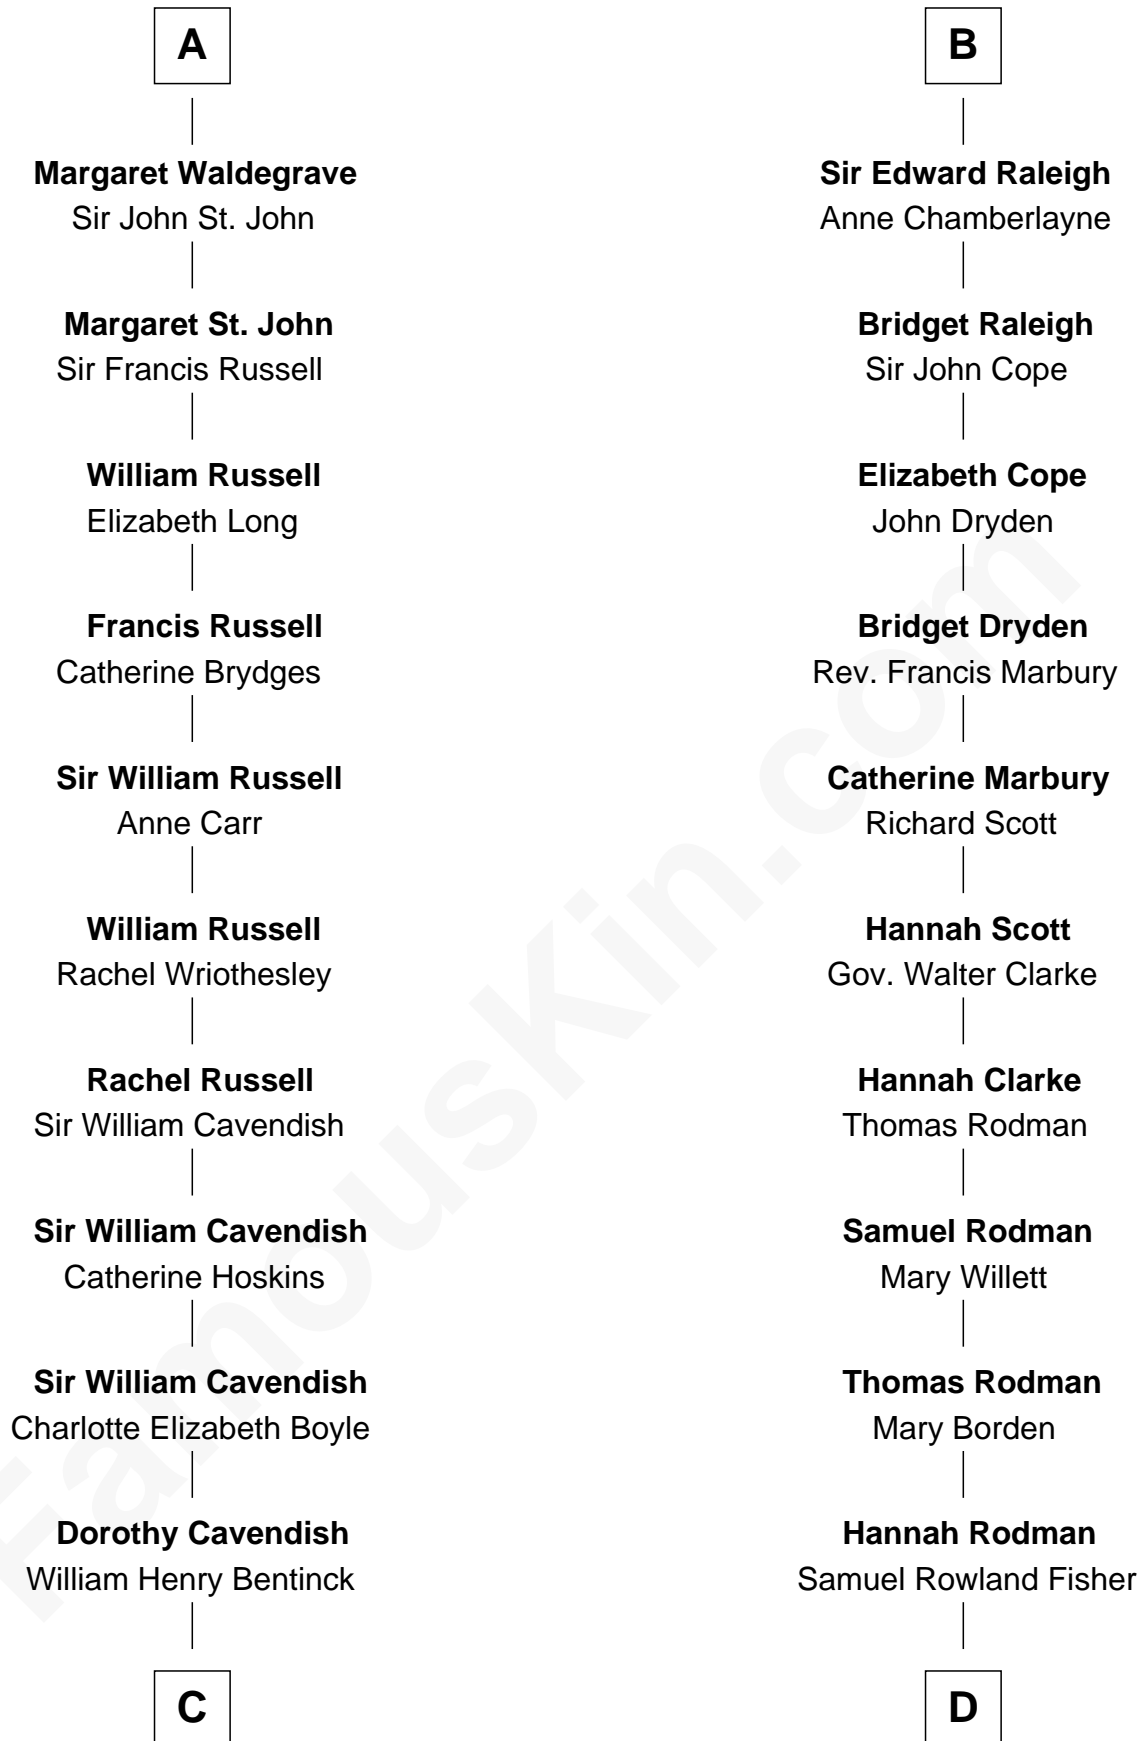 A
Margaret Waldegrave
Sir John St. John
Margaret St. John
Sir Francis Russell
William Russell
Elizabeth Long
Francis Russell
Catherine Brydges
Sir William Russell
Anne Carr
William Russell
Rachel Wriothesley
Rachel Russell
Sir William Cavendish
Sir William Cavendish
Catherine Hoskins
Sir William Cavendish
Charlotte Elizabeth Boyle
Dorothy Cavendish
William Henry Bentinck
C
B
Sir Edward Raleigh
Anne Chamberlayne
Bridget Raleigh
Sir John Cope
Elizabeth Cope
John Dryden
Bridget Dryden
Rev. Francis Marbury
Catherine Marbury
Richard Scott
Hannah Scott
Gov. Walter Clarke
Hannah Clarke
Thomas Rodman
Samuel Rodman
Mary Willett
Thomas Rodman
Mary Borden
Hannah Rodman
Samuel Rowland Fisher
D
FamousKin.com